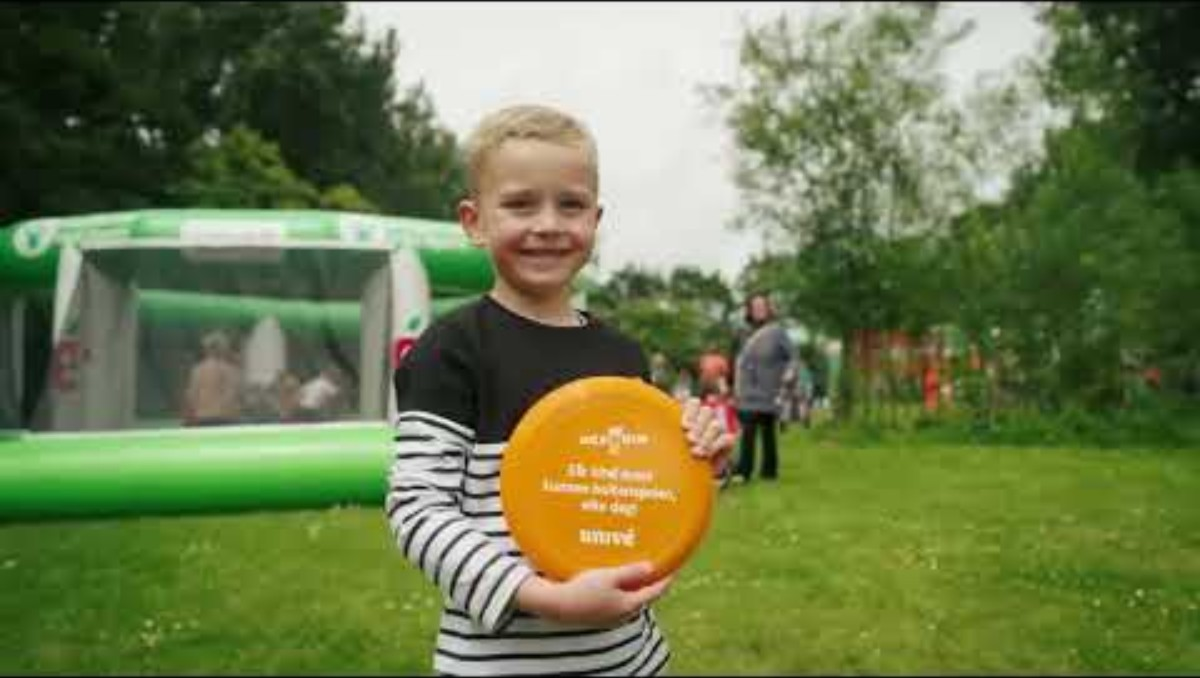 Elk kind moet
kunnen buitenspelen,
elke dag!
univé